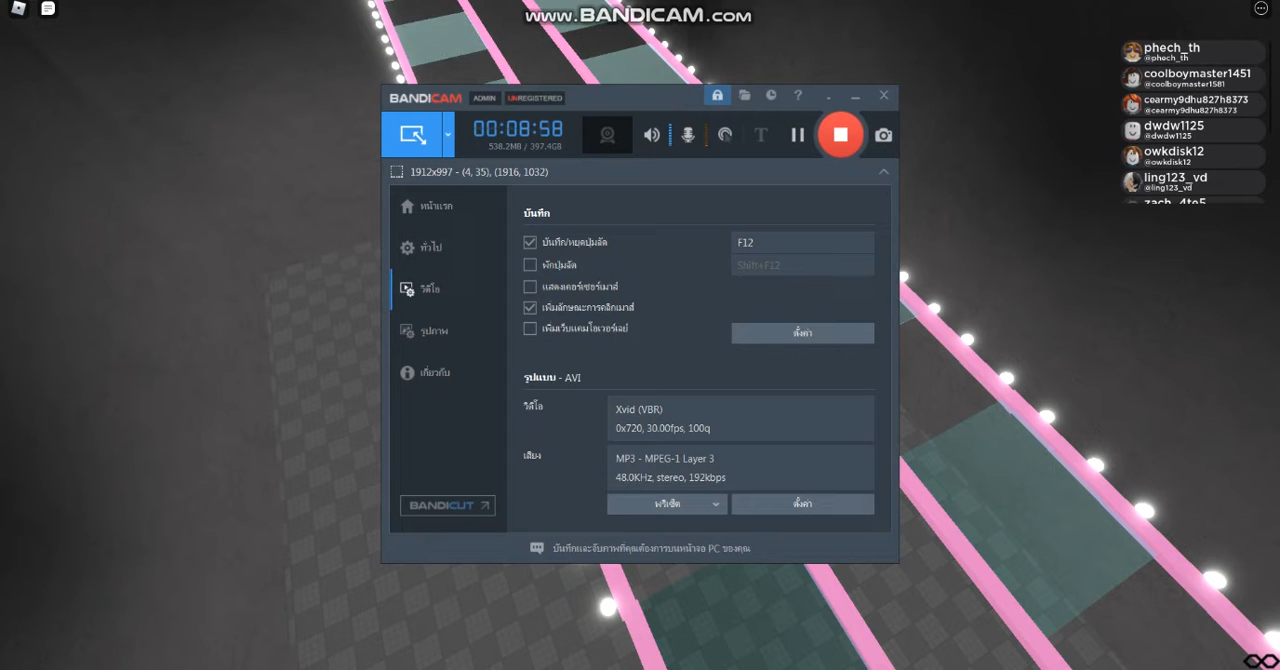 www.BANDICAM.com
BANDICAM ADMIN UNREGISTERED ?
00:08:58
538.2MB / 397.4GB
T
1912x997 - (4, 35), (1916, 1032)
หน้าแรก
ทั่วไป
วิดีโอ
รูปภาพ
เกี่ยวกับ
BANDICUT
บันทึก
บันทึก/หยุดปุ่มลัด F12
พักปุ่มลัด Shift+F12
แสดงเคอร์เซอร์เมาส์
เพิ่มลักษณะการคลิกเมาส์
เพิ่มเว็บแคมโอเวอร์เลย์
ตั้งค่า
รูปแบบ - AVI
วิดีโอ
Xvid (VBR)
0x720, 30.00fps, 100q
เสียง
MP3 - MPEG-1 Layer 3
48.0KHz, stereo, 192kbps
พรีเซ็ต ตั้งค่า
บันทึกและจับภาพที่คุณต้องการบนหน้าจอ PC ของคุณ
phech_th
@phech_th
coolboymaster1451
@coolboymaster1581
cearmy9dhu827h8373
@cearmy9dhu827h8373
dwdw1125
@dwdw1125
owkdisk12
@owkdisk12
ling123_vd
@ling123_vd